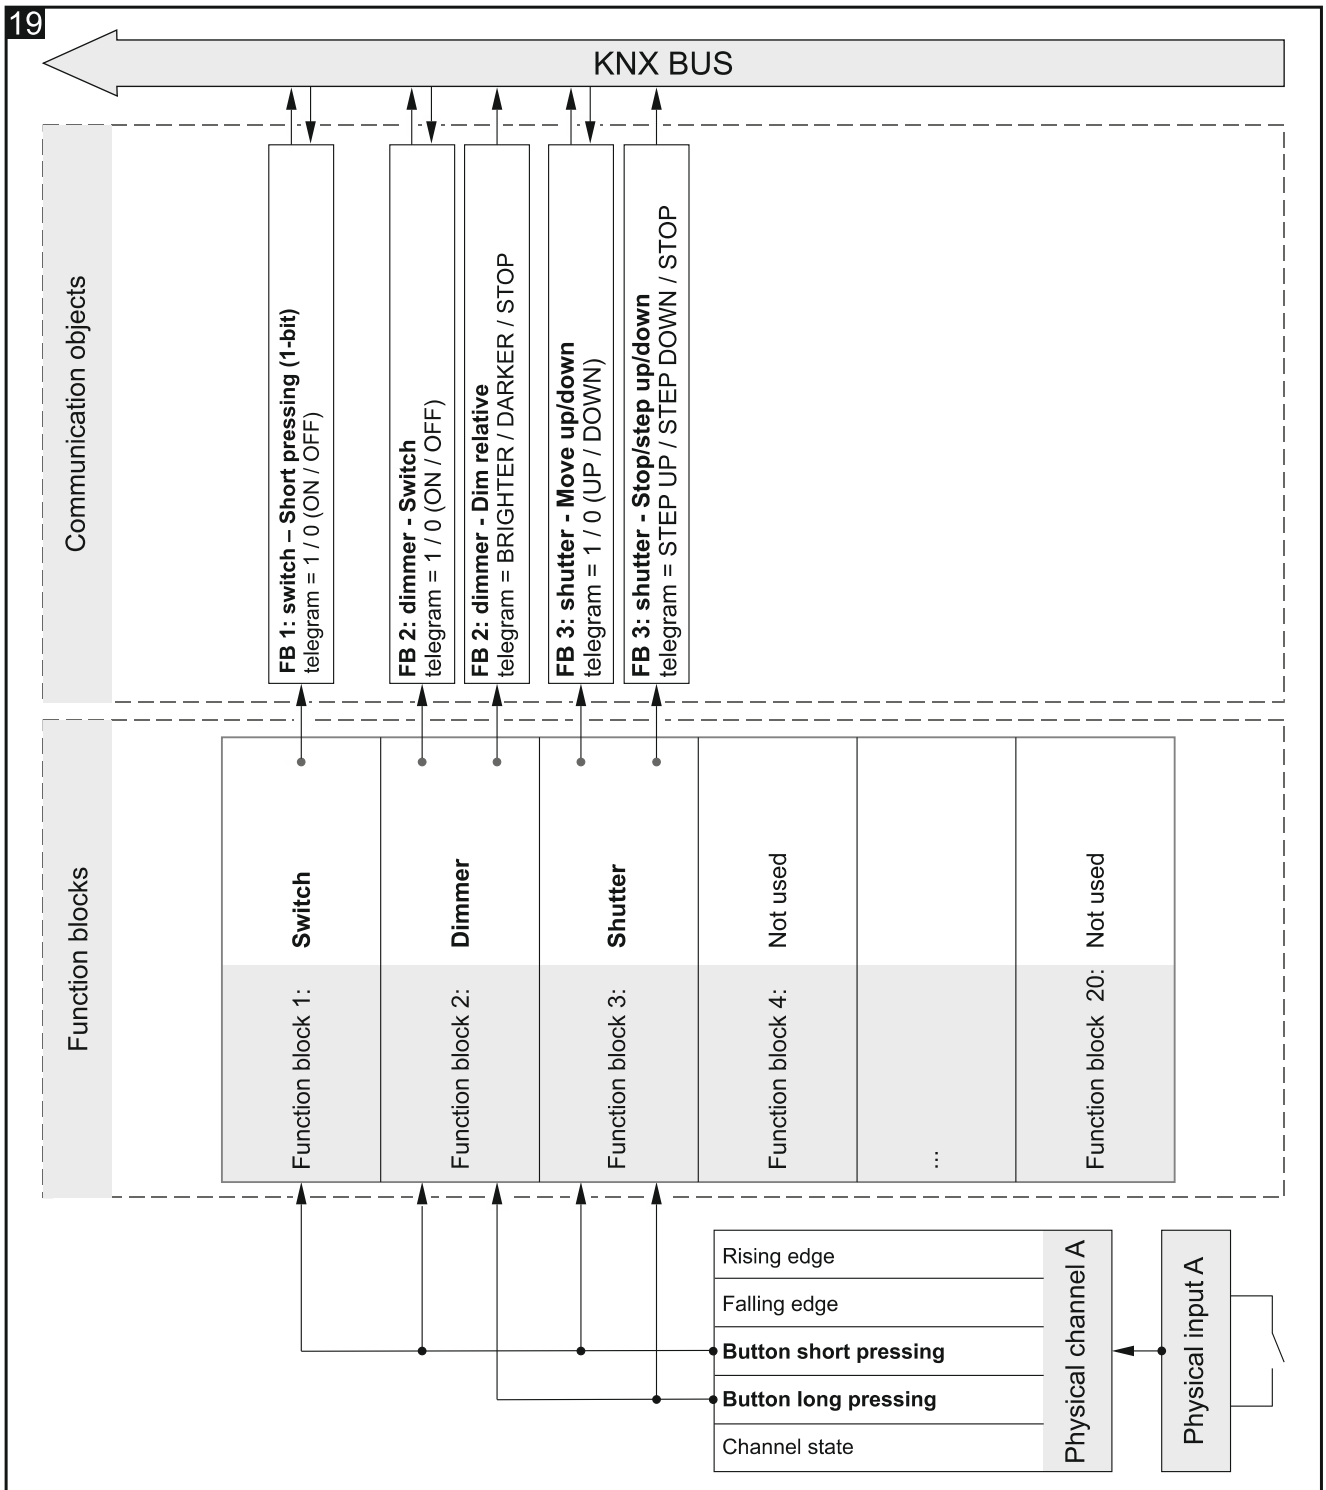 19
KNX BUS
Communication objects
FB 1: switch – Short pressing (1-bit)
telegram = 1 / 0 (ON / OFF)
FB 2: dimmer - Switch
telegram = 1 / 0 (ON / OFF)
FB 2: dimmer - Dim relative
telegram = BRIGHTER / DARKER / STOP
FB 3: shutter - Move up/down
telegram = 1 / 0 (UP / DOWN)
FB 3: shutter - Stop/step up/down
telegram = STEP UP / STEP DOWN / STOP
Function blocks
Function block 1: Switch
Function block 2: Dimmer
Function block 3: Shutter
Function block 4: Not used
...
Function block 20: Not used
Rising edge
Falling edge
Button short pressing
Button long pressing
Channel state
Physical channel A
Physical input A